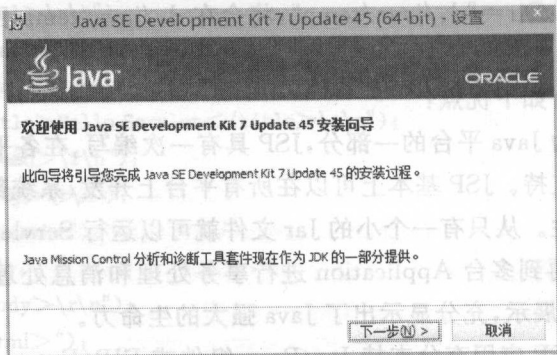 Java SE Development Kit 7 Update 45 (64-bit) - 设置
Java
ORACLE
欢迎使用 Java SE Development Kit 7 Update 45 安装向导
此向导将引导您完成 Java SE Development Kit 7 Update 45 的安装过程。
Java Mission Control 分析和诊断工具套件现在作为 JDK 的一部分提供。
下一步(N) >
取消